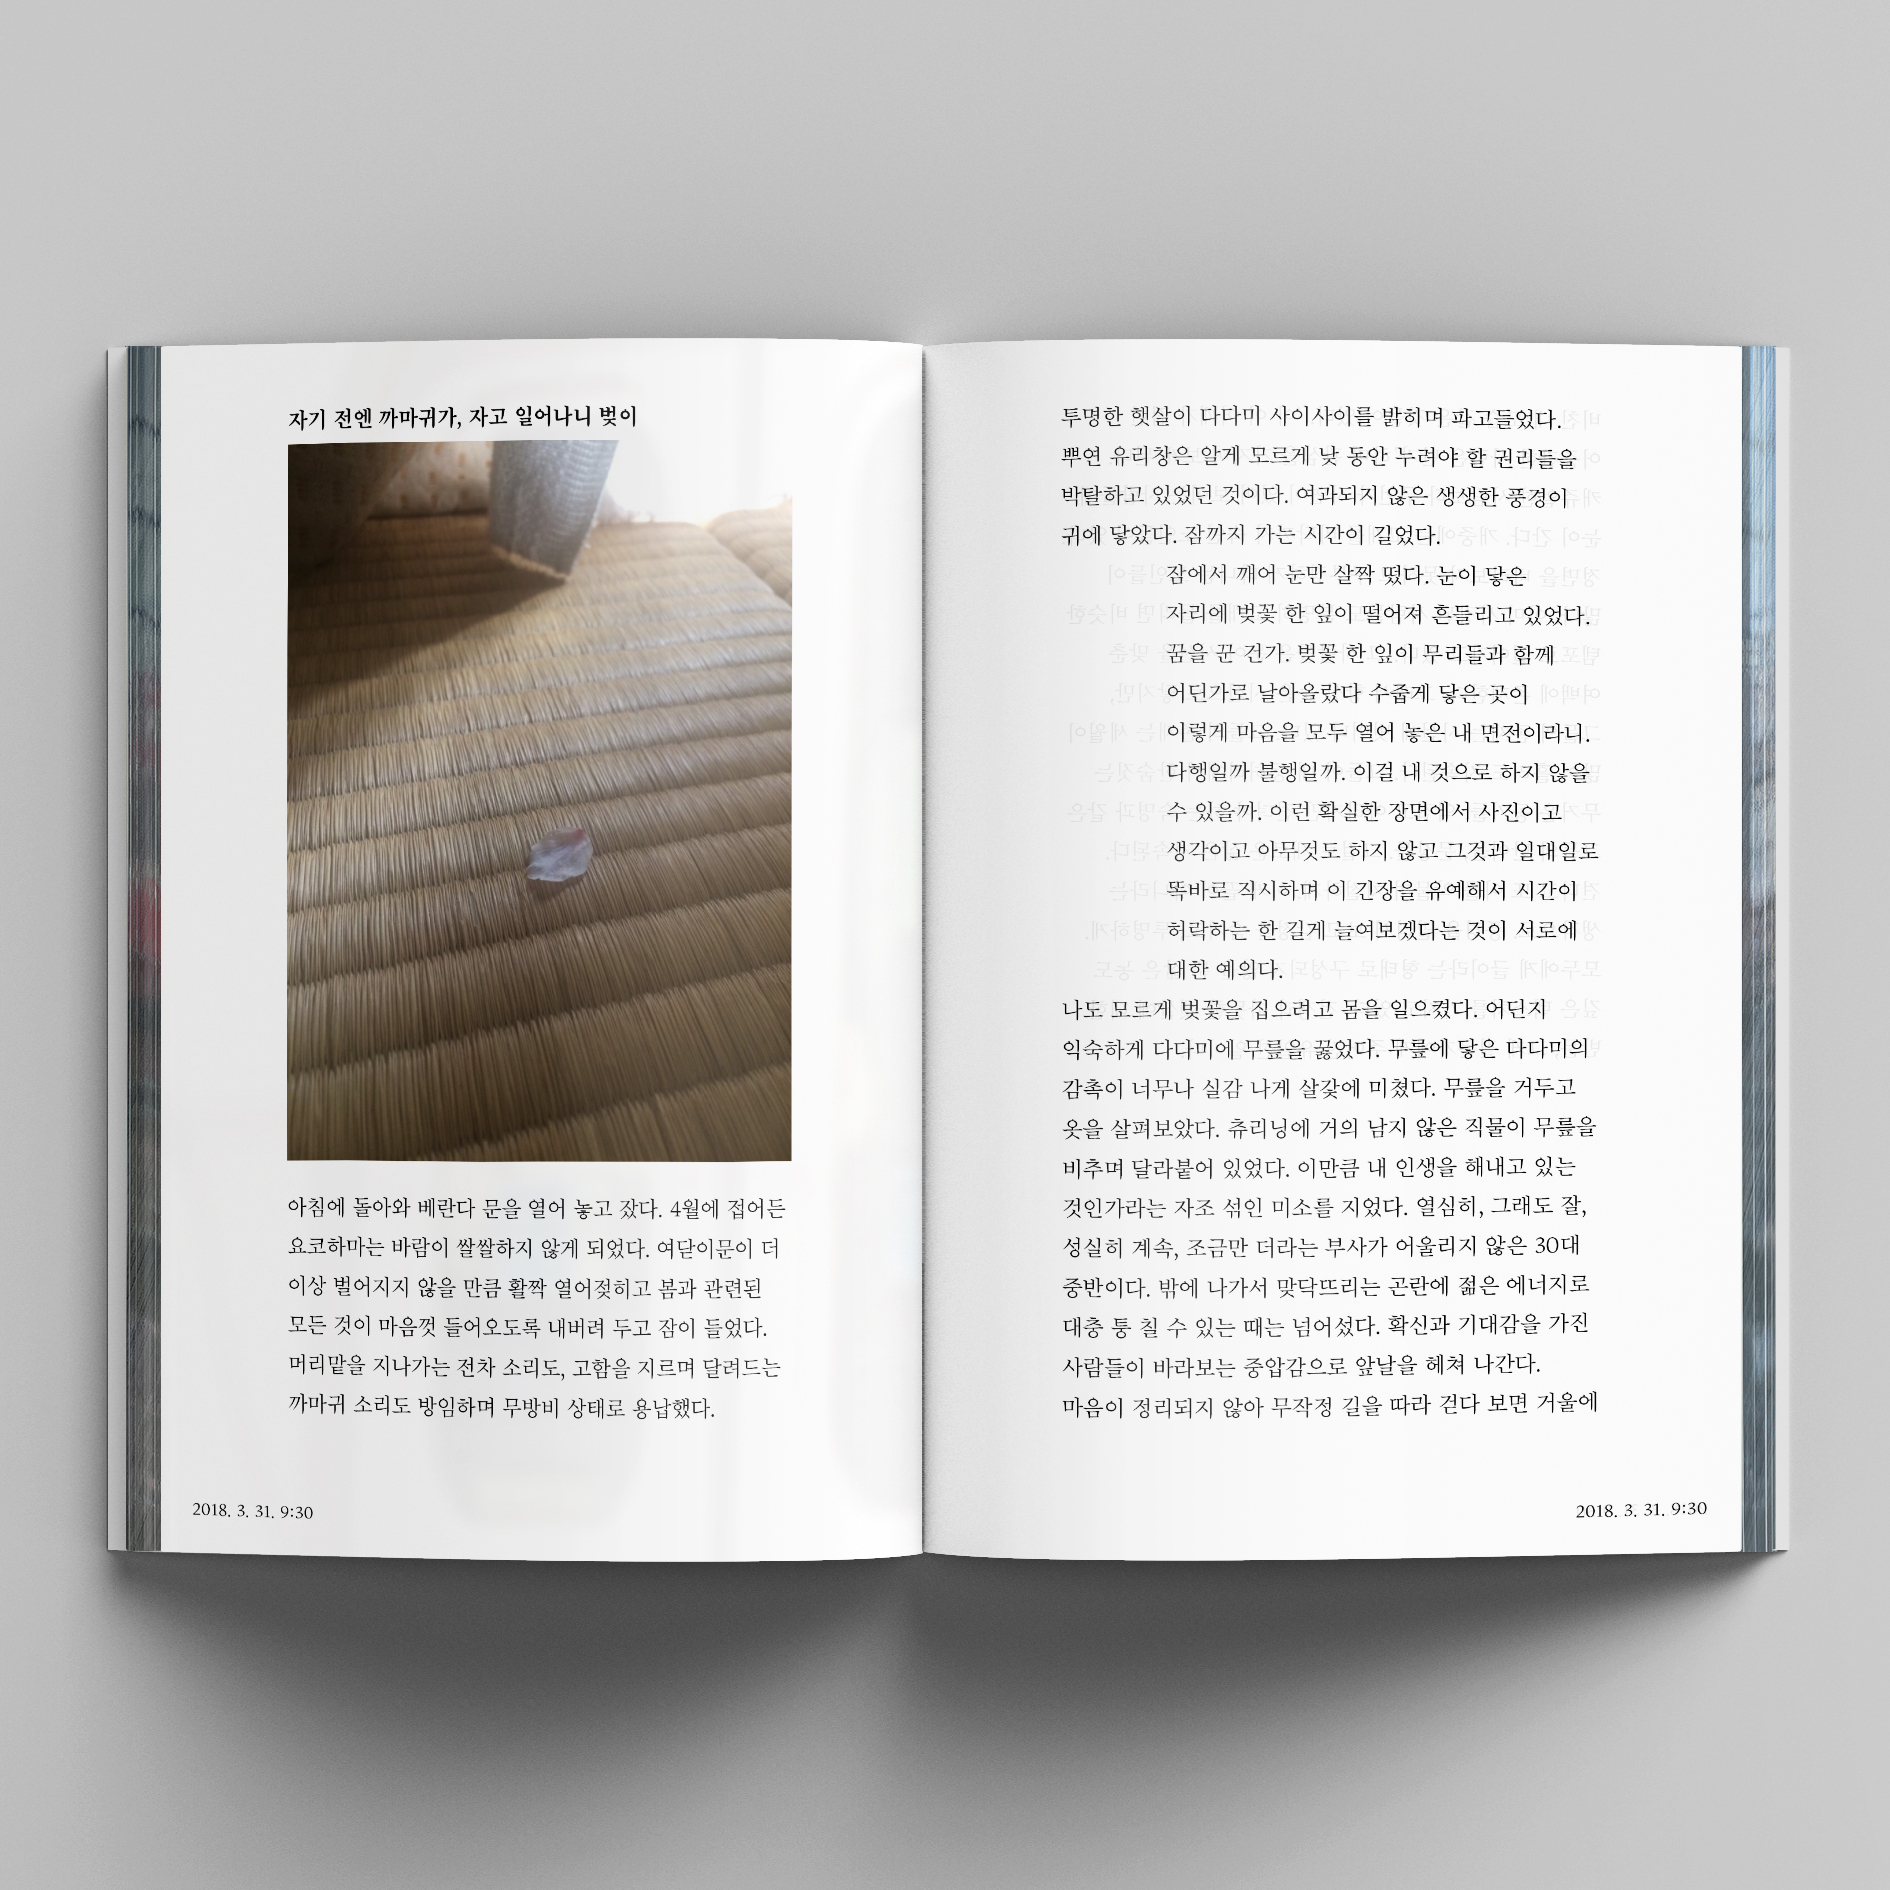 자기 전엔 까마귀가, 자고 일어나니 벚이
아침에 돌아와 베란다 문을 열어 놓고 잤다. 4월에 접어든
요코하마는 바람이 쌀쌀하지 않게 되었다. 여닫이문이 더
이상 벌어지지 않을 만큼 활짝 열어젖히고 봄과 관련된
모든 것이 마음껏 들어오도록 내버려 두고 잠이 들었다.
머리맡을 지나가는 전차 소리도, 고함을 지르며 달려드는
까마귀 소리도 방임하며 무방비 상태로 용납했다.
2018. 3. 31. 9:30
투명한 햇살이 다다미 사이사이를 밝히며 파고들었다.
뿌연 유리창은 알게 모르게 낮 동안 누려야 할 권리들을
박탈하고 있었던 것이다. 여과되지 않은 생생한 풍경이
귀에 닿았다. 잠까지 가는 시간이 길었다.
잠에서 깨어 눈만 살짝 떴다. 눈이 닿은
자리에 벚꽃 한 잎이 떨어져 흔들리고 있었다.
꿈을 꾼 건가. 벚꽃 한 잎이 무리들과 함께
어딘가로 날아올랐다 수줍게 닿은 곳이
이렇게 마음을 모두 열어 놓은 내 면전이라니.
다행일까 불행일까. 이걸 내 것으로 하지 않을
수 있을까. 이런 확실한 장면에서 사진이고
생각이고 아무것도 하지 않고 그것과 일대일로
똑바로 직시하며 이 긴장을 유예해서 시간이
허락하는 한 길게 늘여보겠다는 것이 서로에
대한 예의다.
나도 모르게 벚꽃을 집으려고 몸을 일으켰다. 어딘지
익숙하게 다다미에 무릎을 꿇었다. 무릎에 닿은 다다미의
감촉이 너무나 실감 나게 살갗에 미쳤다. 무릎을 거두고
옷을 살펴보았다. 츄리닝에 거의 남지 않은 직물이 무릎을
비추며 달라붙어 있었다. 이만큼 내 인생을 해내고 있는
것인가라는 자조 섞인 미소를 지었다. 열심히, 그래도 잘,
성실히 계속, 조금만 더라는 부사가 어울리지 않은 30대
중반이다. 밖에 나가서 맞닥뜨리는 곤란에 젊은 에너지로
대충 퉁 칠 수 있는 때는 넘어섰다. 확신과 기대감을 가진
사람들이 바라보는 중압감으로 앞날을 헤쳐 나간다.
마음이 정리되지 않아 무작정 길을 따라 걷다 보면 거울에
2018. 3. 31. 9:30